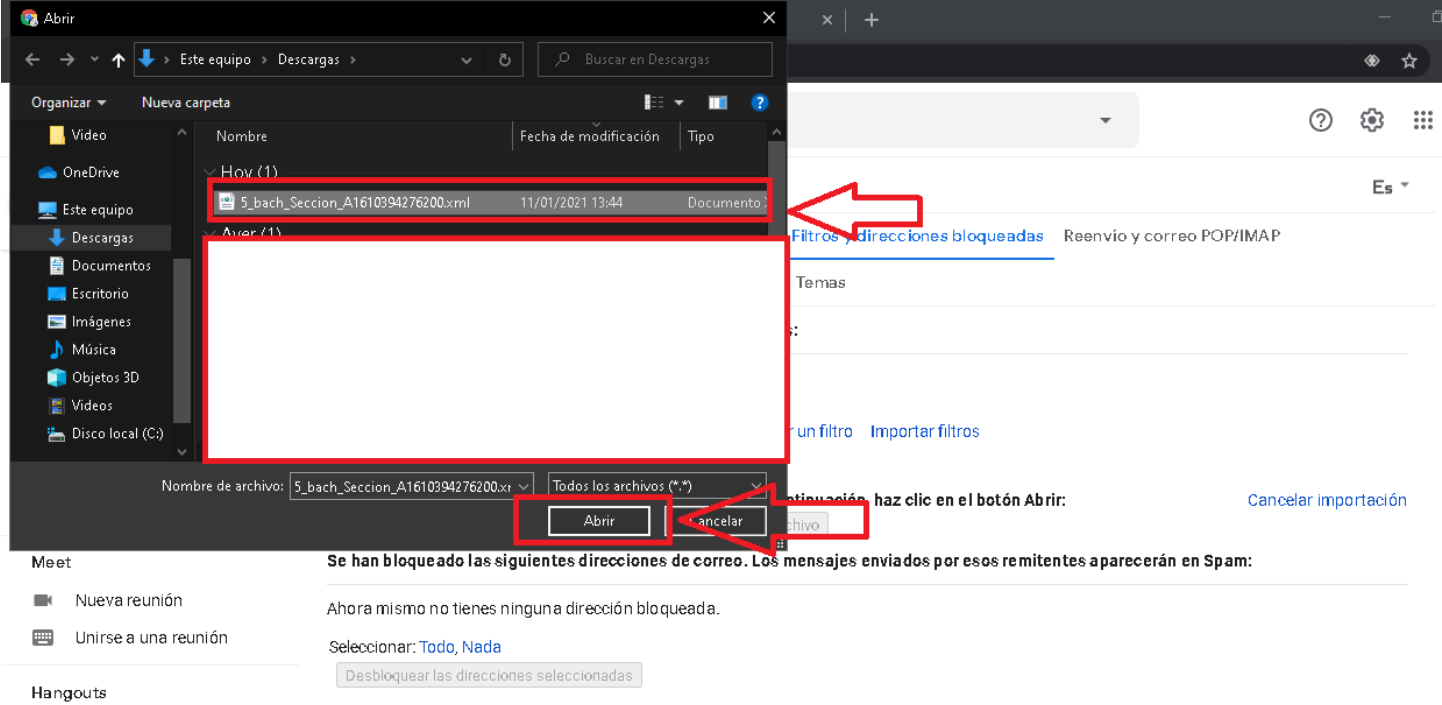 Abrir
Este equipo > Descargas >
Buscar en Descargas
Organizar
Nueva carpeta
Video
OneDrive
Este equipo
Descargas
Documentos
Escritorio
Imágenes
Música
Objetos 3D
Videos
Disco local (C:)
Nombre
Fecha de modificación
Tipo
Hoy (1)
5_bach_Seccion_A1610394276200.xml
11/01/2021 13:44
Documento
Ayer (1)
Nombre de archivo:
5_bach_Seccion_A1610394276200.xr
Todos los archivos (*.*)
Abrir
Cancelar
Es
Filtros y direcciones bloqueadas
Reenvío y correo POP/IMAP
Temas
un filtro
Importar filtros
haz clic en el botón Abrir:
Cancelar importación
Meet
Nueva reunión
Unirse a una reunión
Hangouts
Se han bloqueado las siguientes direcciones de correo. Los mensajes enviados por esos remitentes aparecerán en Spam:
Ahora mismo no tienes ninguna dirección bloqueada.
Seleccionar: Todo, Nada
Desbloquear las direcciones seleccionadas